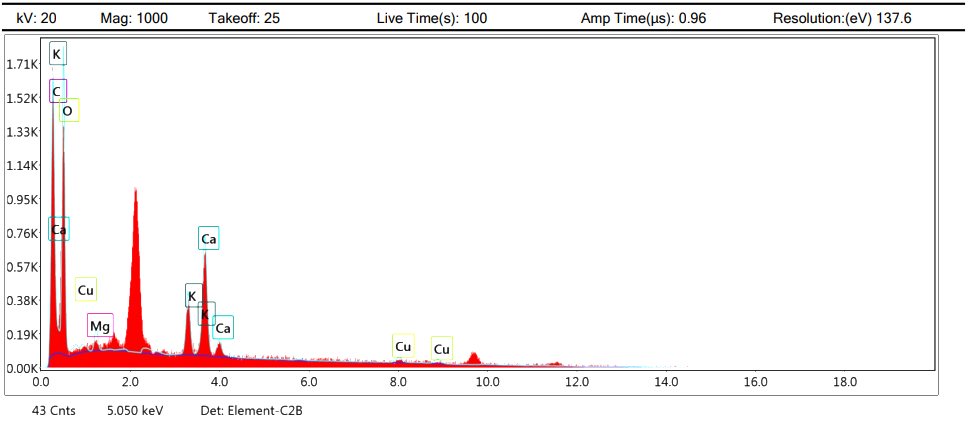 kV: 20 Mag: 1000 Takeoff: 25 Live Time(s): 100 Amp Time(µs): 0.96 Resolution:(eV) 137.6
1.71K
K
C
1.52K
O
1.33K
1.14K
0.95K
0.76K
Ca
Ca
0.57K
Cu
0.38K
K
K
Mg
Ca
0.19K
Cu
Cu
0.00K
0.0 2.0 4.0 6.0 8.0 10.0 12.0 14.0 16.0 18.0
43 Cnts 5.050 keV Det: Element-C2B